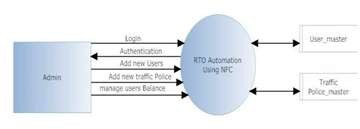 Login
Authentication
Add new Users
Add new traffic Police
manage users Balance
Admin
RTO Automation
Using NFC
User_master
Traffic
Police_master